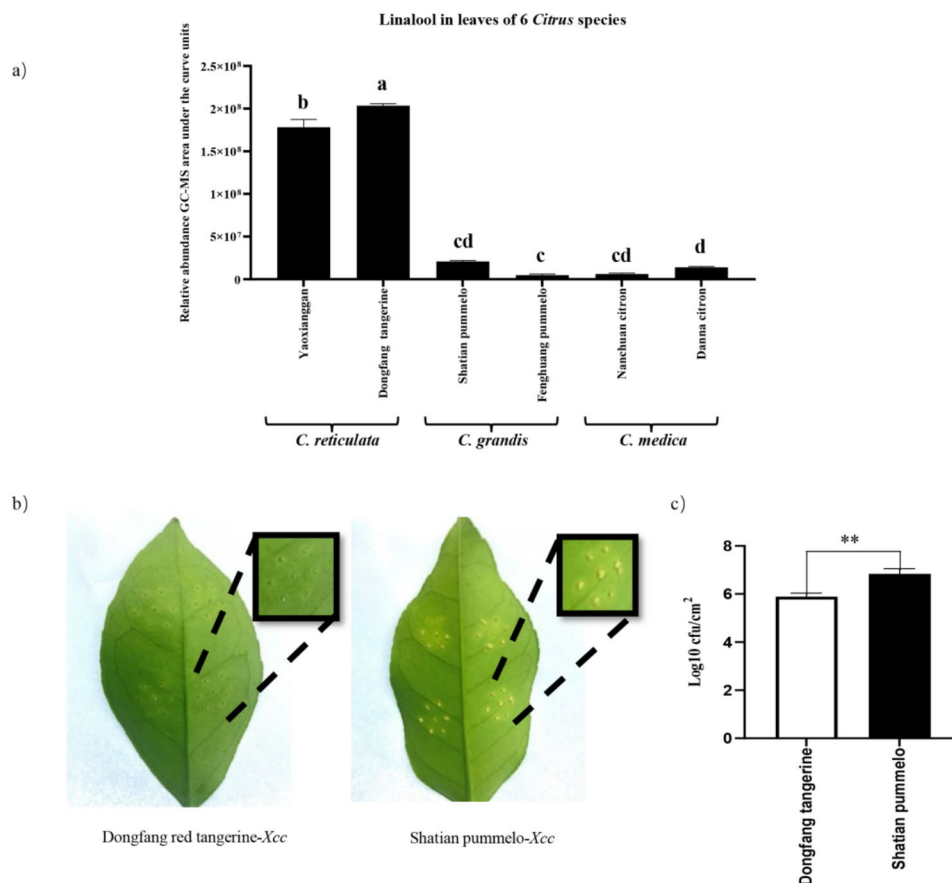 Linalool in leaves of 6 Citrus species
a)
Relative abundance GC-MS area under the curve units
2.5×10⁸
2×10⁸
1.5×10⁸
1×10⁸
5×10⁷
0
b
a
cd
c
cd
d
Yaoxianggan
Dongfang tangerine
Shatian pummelo
Fenghuang pummelo
Nanchuan citron
Danna citron
C. reticulata
C. grandis
C. medica
b)
Dongfang red tangerine-Xcc
Shatian pummelo-Xcc
c)
Log10 cfu/cm²
8
6
4
2
0
**
Dongfang tangerine
Shatian pummelo